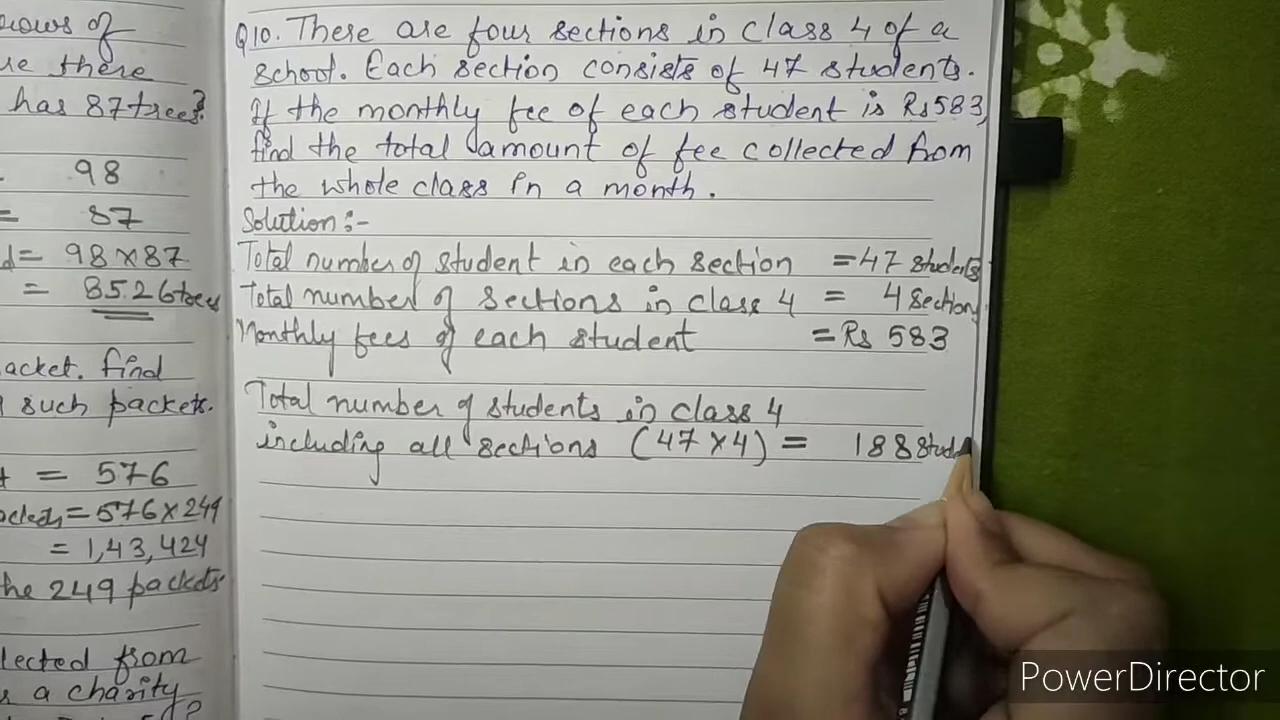 rows of
re there
has 87 trees?
98
= 87
d= 98×87
= 8526 trees
acket. find
such packets.
t = 576
ockets = 576×249
= 1,43,424
the 249 packets
lected from
a charity
Q10. There are four sections in class 4 of a
school. Each section consists of 47 students.
If the monthly fee of each student is Rs 583,
find the total amount of fee collected from
the whole class in a month.
Solution :-
Total number of student in each section = 47 students
Total number of sections in class 4 = 4 section
Monthly fees of each student = Rs 583
Total number of students in class 4
including all sections (47×4) = 188 Stude
PowerDirector